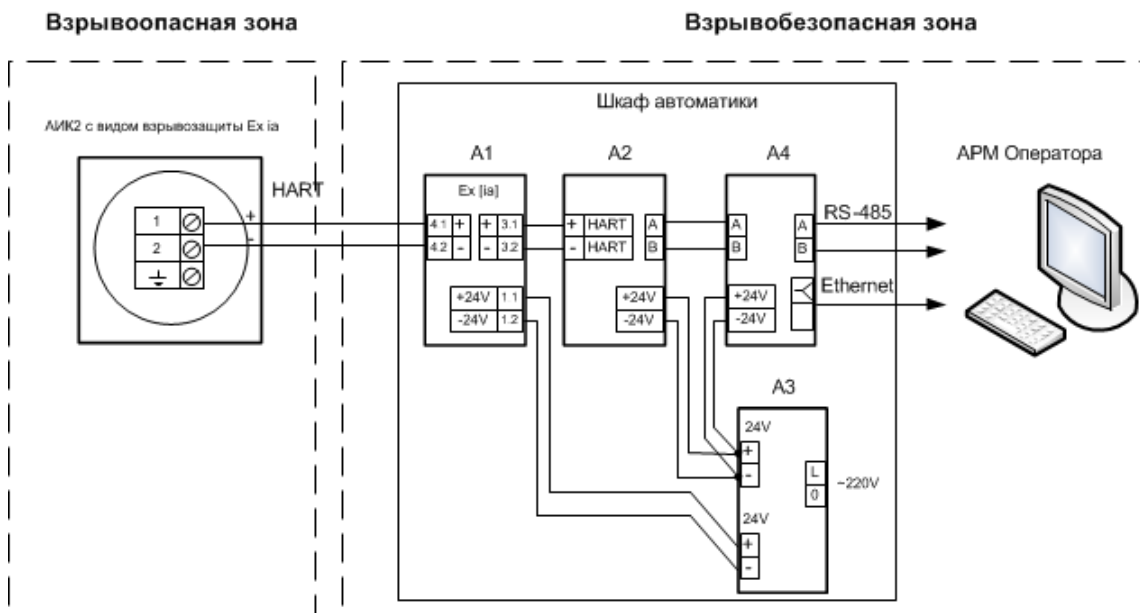 Взрывоопасная зона
Взрывобезопасная зона
АИК2 с видом взрывозащиты Ex ia
1
2
HART
+
-
Шкаф автоматики
A1
Ex [ia]
4.1 + + 3.1
4.2 - - 3.2
+24V 1.1
-24V 1.2
A2
+ HART A
- HART B
+24V
-24V
A4
A A
B B
+24V
-24V
RS-485
Ethernet
АРМ Оператора
A3
24V
+
-
L
0
~220V
24V
+
-